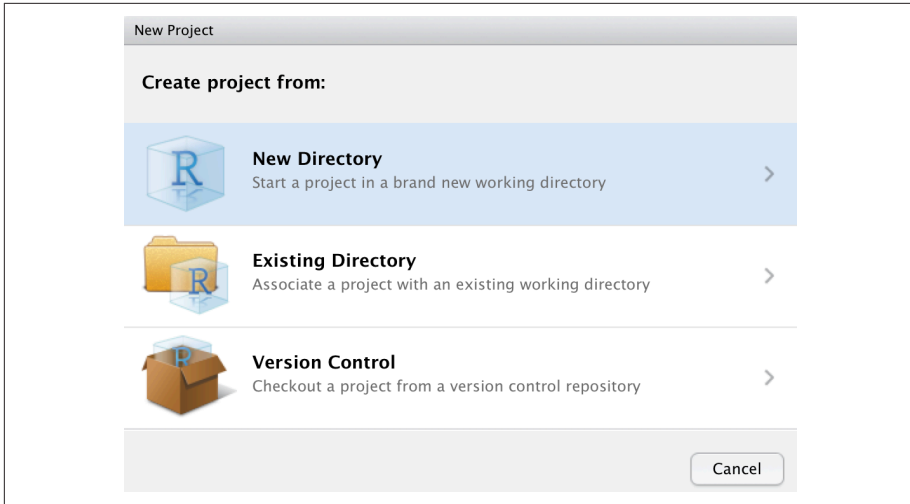 New Project
Create project from:
R
New Directory
Start a project in a brand new working directory
R
Existing Directory
Associate a project with an existing working directory
R
Version Control
Checkout a project from a version control repository
Cancel